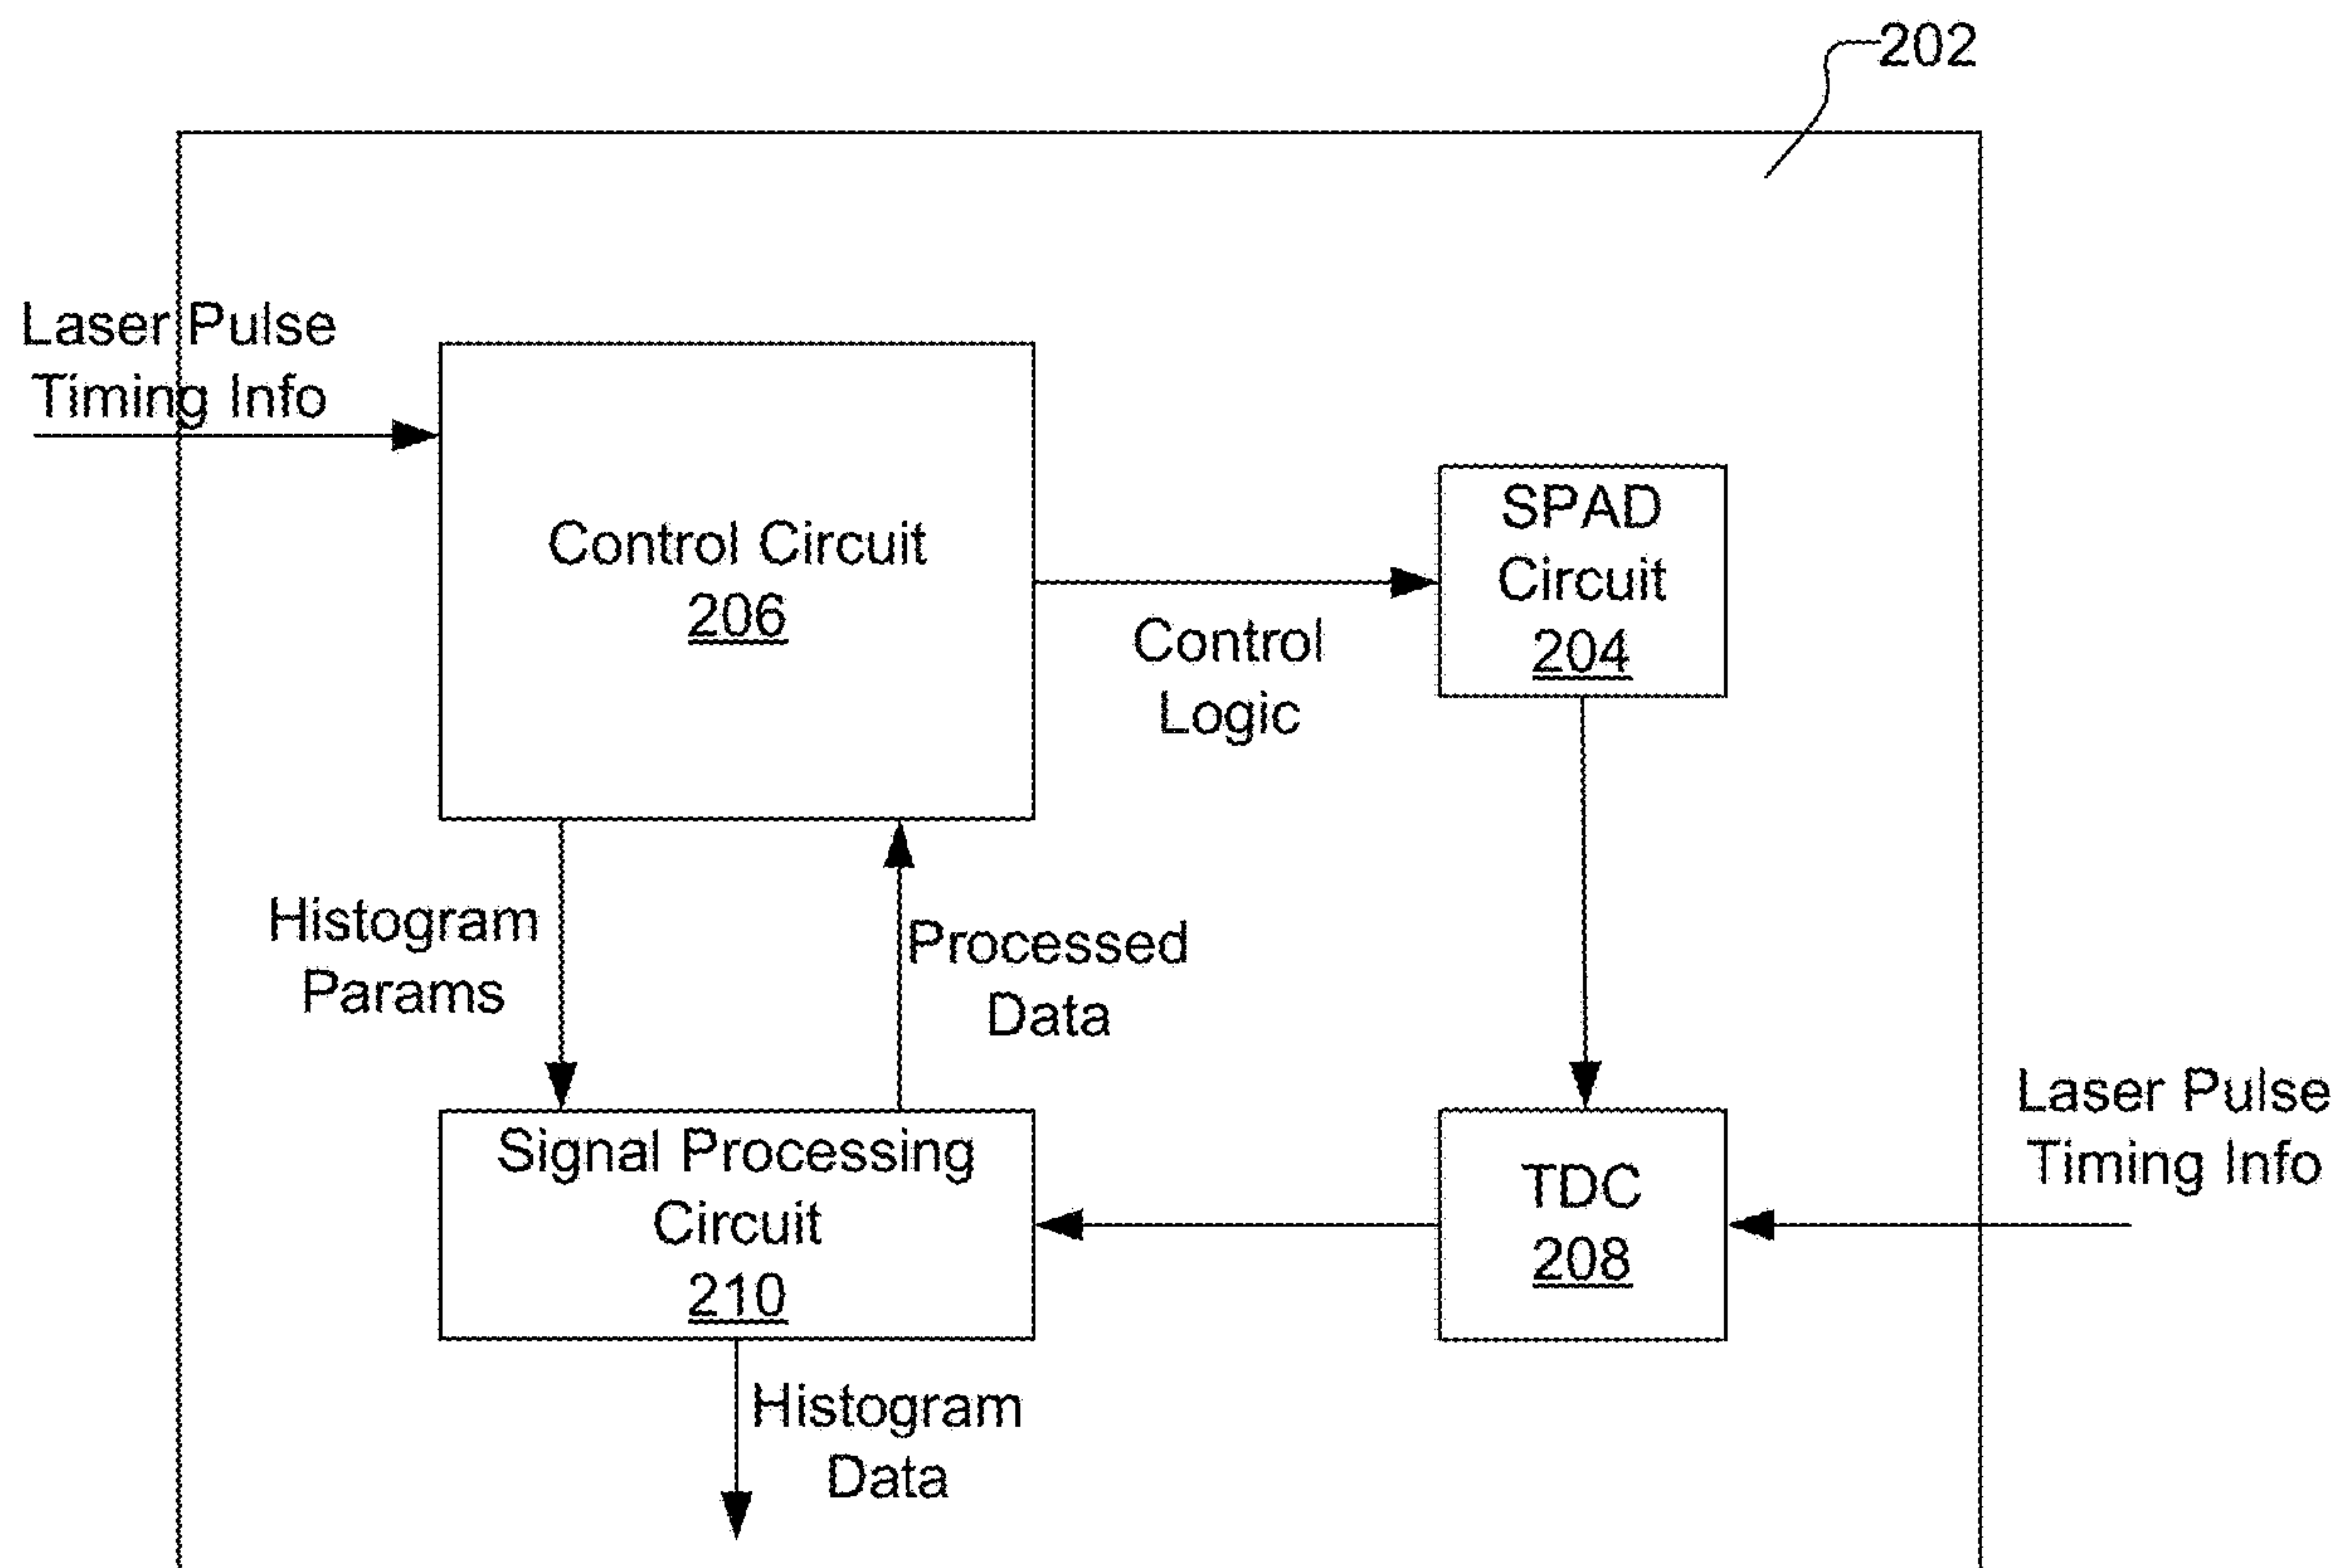 202
Laser Pulse
Timing Info
Control Circuit
206
SPAD
Circuit
204
Control
Logic
Histogram
Params
Processed
Data
Signal Processing
Circuit
210
TDC
208
Laser Pulse
Timing Info
Histogram
Data